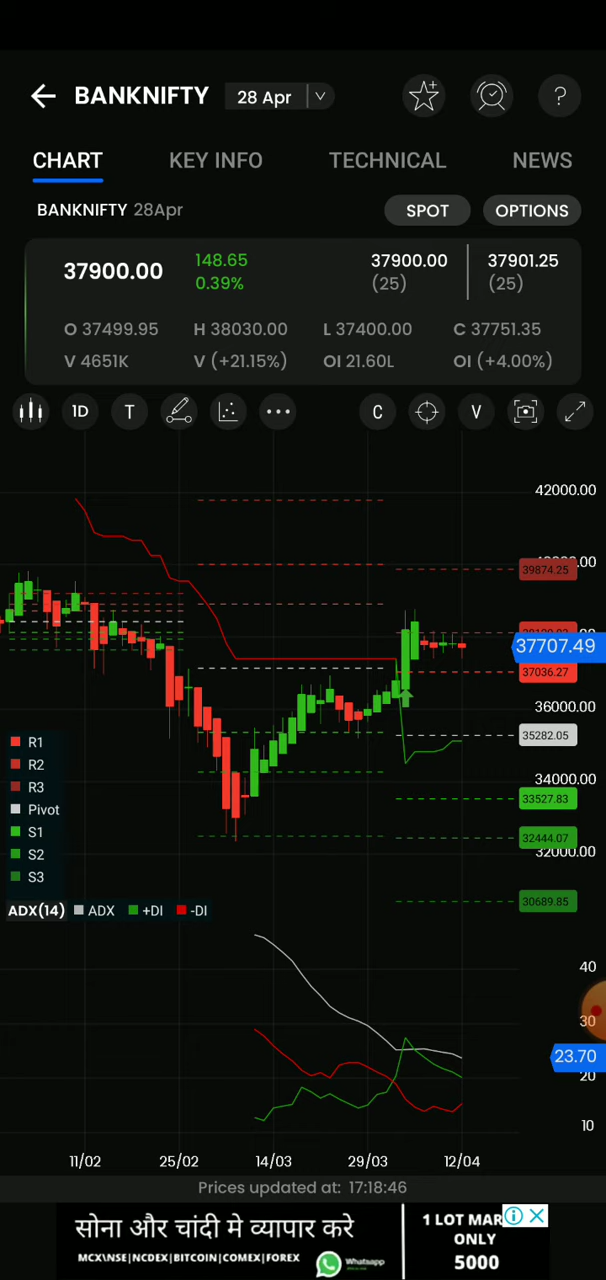 BANKNIFTY 28 Apr
CHART KEY INFO TECHNICAL NEWS
BANKNIFTY 28Apr SPOT OPTIONS
37900.00 148.65 0.39% 37900.00 (25) 37901.25 (25)
O 37499.95 H 38030.00 L 37400.00 C 37751.35
V 4651K V (+21.15%) OI 21.60L OI (+4.00%)
1D T C V
42000.00
39874.25
37707.49
37036.27
36000.00
35282.05
R1
R2
34000.00
R3
33527.83
Pivot
S1
32444.07
S2
32000.00
S3
30689.85
ADX(14) ADX +DI -DI
40
30
23.70
20
10
11/02 25/02 14/03 29/03 12/04
Prices updated at: 17:18:46
सोना और चांदी मे व्यापार करे
MCX\NSE|NCDEX|BITCOIN|COMEX|FOREX Whatsapp
1 LOT MAR
ONLY
5000